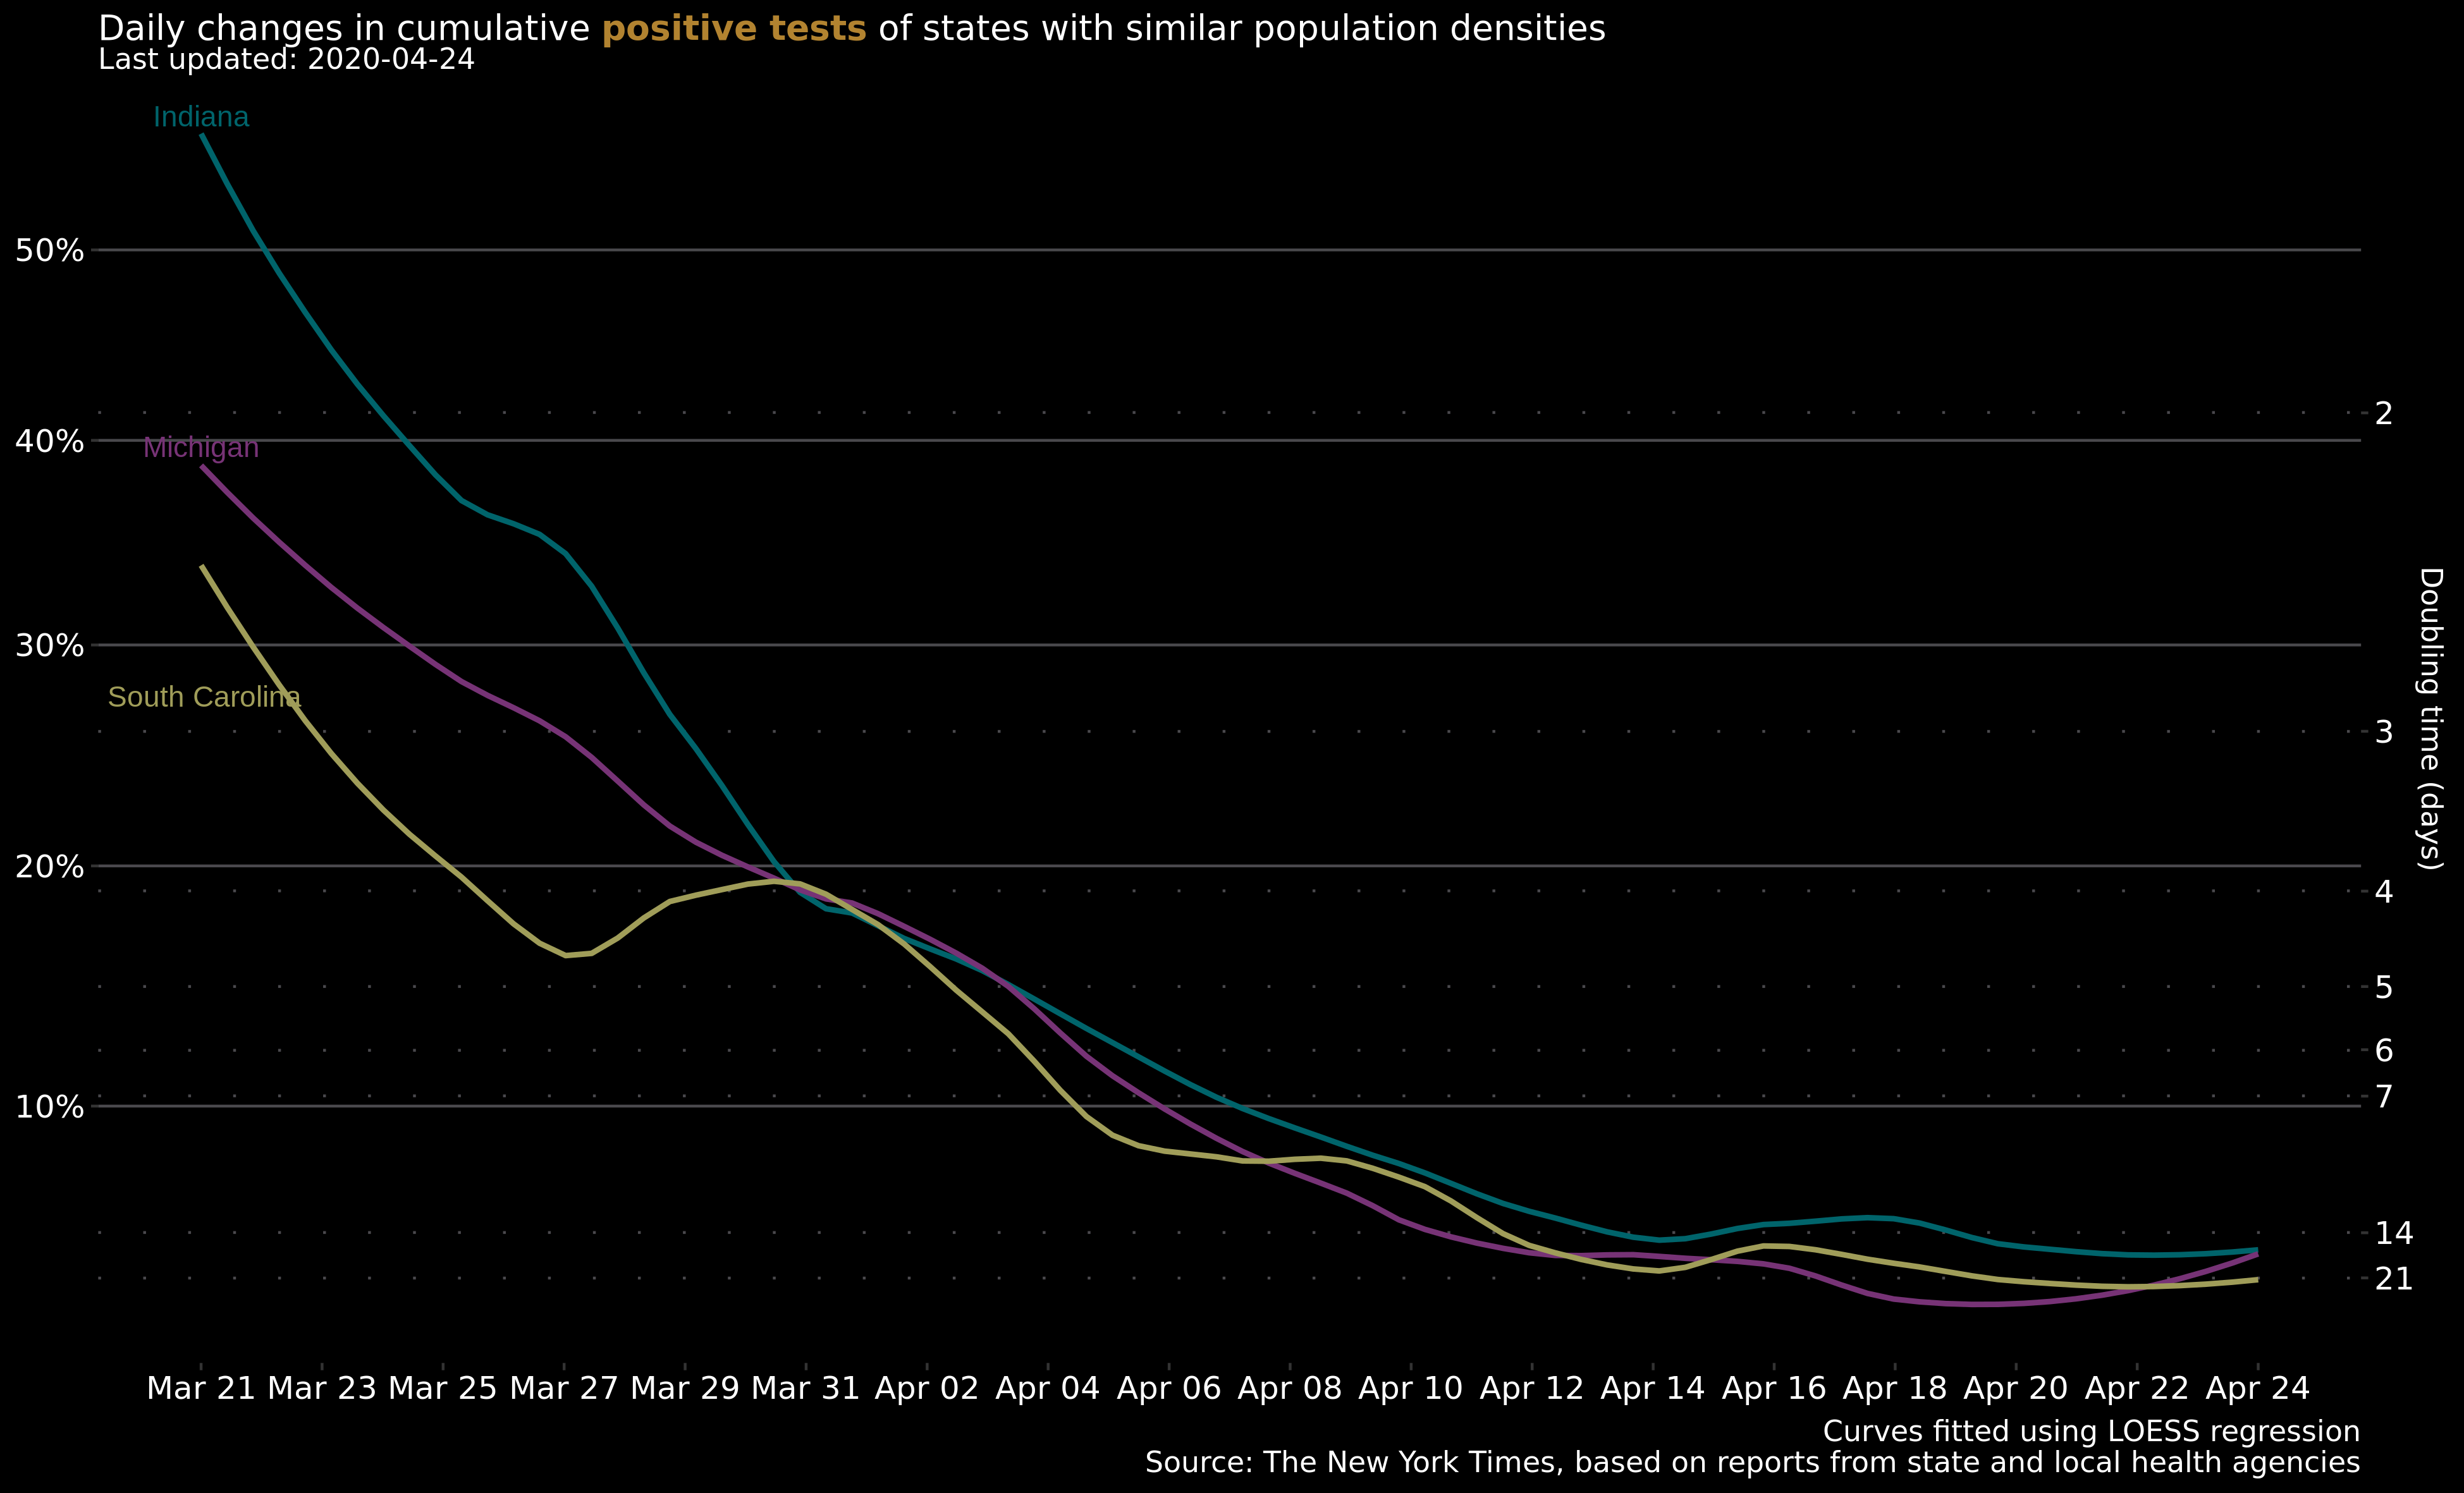 Daily changes in cumulative positive tests of states with similar population densities
Last updated: 2020-04-24
Indiana
50%
2
40%
Michigan
30%
South Carolina
3
20%
4
5
6
7
10%
14
21
Doubling time (days)
Mar 21 Mar 23 Mar 25 Mar 27 Mar 29 Mar 31 Apr 02 Apr 04 Apr 06 Apr 08 Apr 10 Apr 12 Apr 14 Apr 16 Apr 18 Apr 20 Apr 22 Apr 24
Curves fitted using LOESS regression
Source: The New York Times, based on reports from state and local health agencies